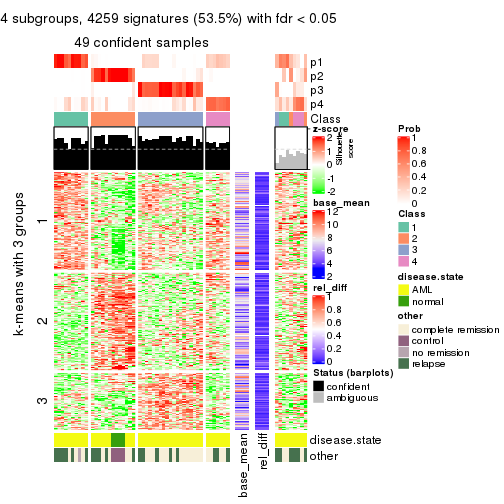 4 subgroups, 4259 signatures (53.5%) with fdr < 0.05
49 confident samples
p1
p2
p3
p4
Class
k-means with 3 groups
1
2
3
z-score
2
1
0
-1
-2
Silhouette
score
base_mean
12
10
8
6
4
2
rel_diff
1
0.8
0.6
0.4
0.2
0
Status (barplots)
confident
ambiguous
Prob
1
0.8
0.6
0.4
0.2
0
Class
1
2
3
4
disease.state
AML
normal
other
complete remission
control
no remission
relapse
disease.state
other
base_mean
rel_diff